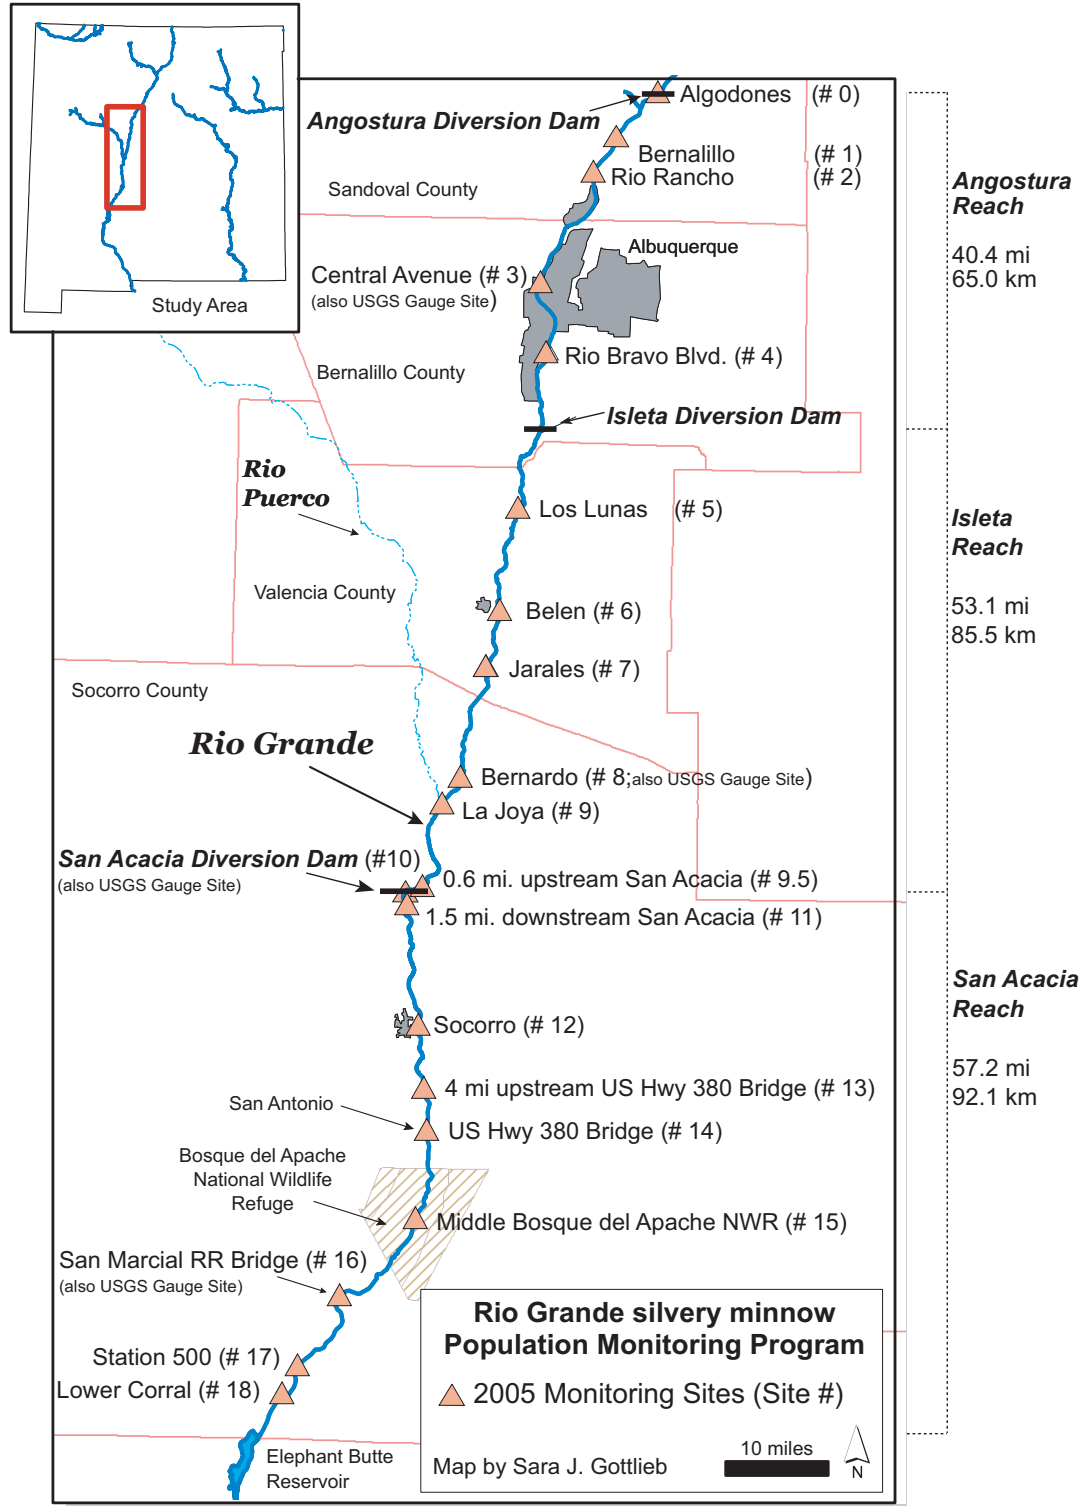 Study Area
Algodones (# 0)
Angostura Diversion Dam
Bernalillo (# 1)
Rio Rancho (# 2)
Sandoval County
Angostura
Reach
40.4 mi
65.0 km
Albuquerque
Central Avenue (# 3)
(also USGS Gauge Site)
Rio Bravo Blvd. (# 4)
Bernalillo County
Isleta Diversion Dam
Rio
Puerco
Los Lunas (# 5)
Isleta
Reach
53.1 mi
85.5 km
Valencia County
Belen (# 6)
Jarales (# 7)
Socorro County
Rio Grande
Bernardo (# 8;also USGS Gauge Site)
La Joya (# 9)
San Acacia Diversion Dam (#10)
(also USGS Gauge Site)
0.6 mi. upstream San Acacia (# 9.5)
1.5 mi. downstream San Acacia (# 11)
San Acacia
Reach
57.2 mi
92.1 km
Socorro (# 12)
4 mi upstream US Hwy 380 Bridge (# 13)
San Antonio
US Hwy 380 Bridge (# 14)
Bosque del Apache
National Wildlife
Refuge
Middle Bosque del Apache NWR (# 15)
San Marcial RR Bridge (# 16)
(also USGS Gauge Site)
Station 500 (# 17)
Lower Corral (# 18)
Elephant Butte
Reservoir
Rio Grande silvery minnow
Population Monitoring Program
2005 Monitoring Sites (Site #)
10 miles
Map by Sara J. Gottlieb
N